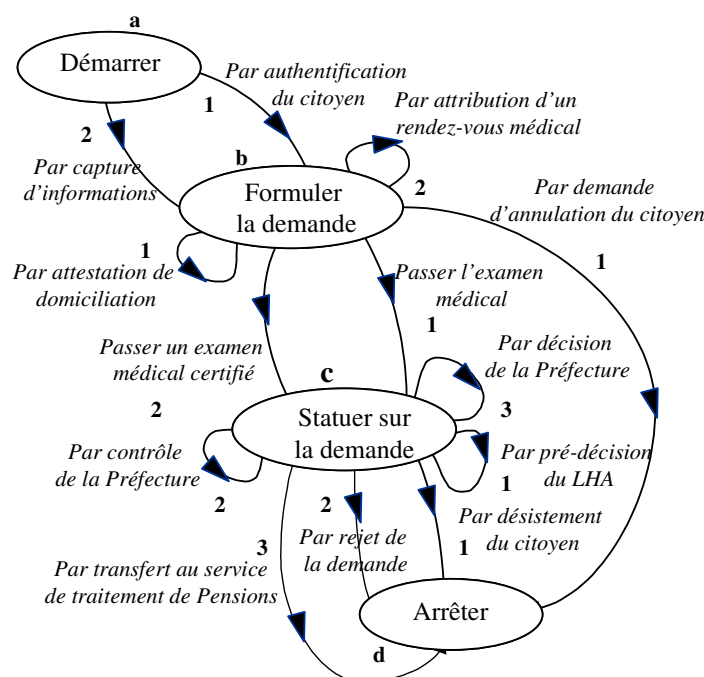 a
Démarrer
Par authentification
du citoyen
1
2
Par capture
d'informations
Par attribution d'un
rendez-vous médical
b
2
Formuler
la demande
Par demande
d'annulation du citoyen
1
1
Par attestation de
domiciliation
Passer l'examen
médical
1
Passer un examen
médical certifié
2
c
Par décision
de la Préfecture
3
Statuer sur
la demande
Par contrôle
de la Préfecture
2
Par pré-décision
du LHA
1
2
Par rejet de
la demande
Par désistement
du citoyen
1
3
Par transfert au service
de traitement de Pensions
Arrêter
d